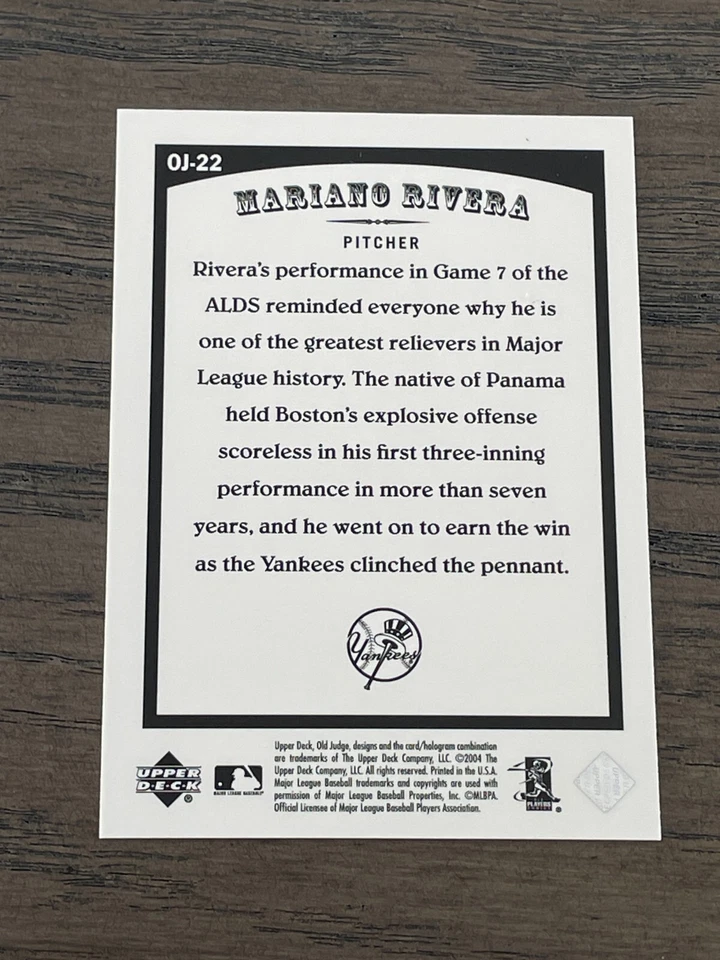 OJ-22
MARIANO RIVERA
PITCHER
Rivera's performance in Game 7 of the
ALDS reminded everyone why he is
one of the greatest relievers in Major
League history. The native of Panama
held Boston's explosive offense
scoreless in his first three-inning
performance in more than seven
years, and he went on to earn the win
as the Yankees clinched the pennant.
Yankees
Upper Deck, Old Judge, designs and the card/hologram combination
are trademarks of The Upper Deck Company, LLC. ©2004 The
Upper Deck Company, LLC. All rights reserved. Printed in the U.S.A.
Major League Baseball trademarks and copyrights are used with
permission of Major League Baseball Properties, Inc. ©MLBPA.
Official Licensee of Major League Baseball Players Association.
UPPER
D·E·C·K ®
MAJOR LEAGUE BASEBALL
PLAYERS